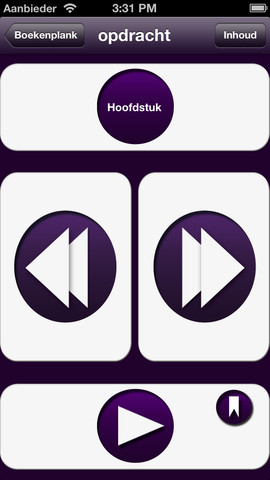 Aanbieder 3:31 PM
Boekenplank opdracht Inhoud
Hoofdstuk